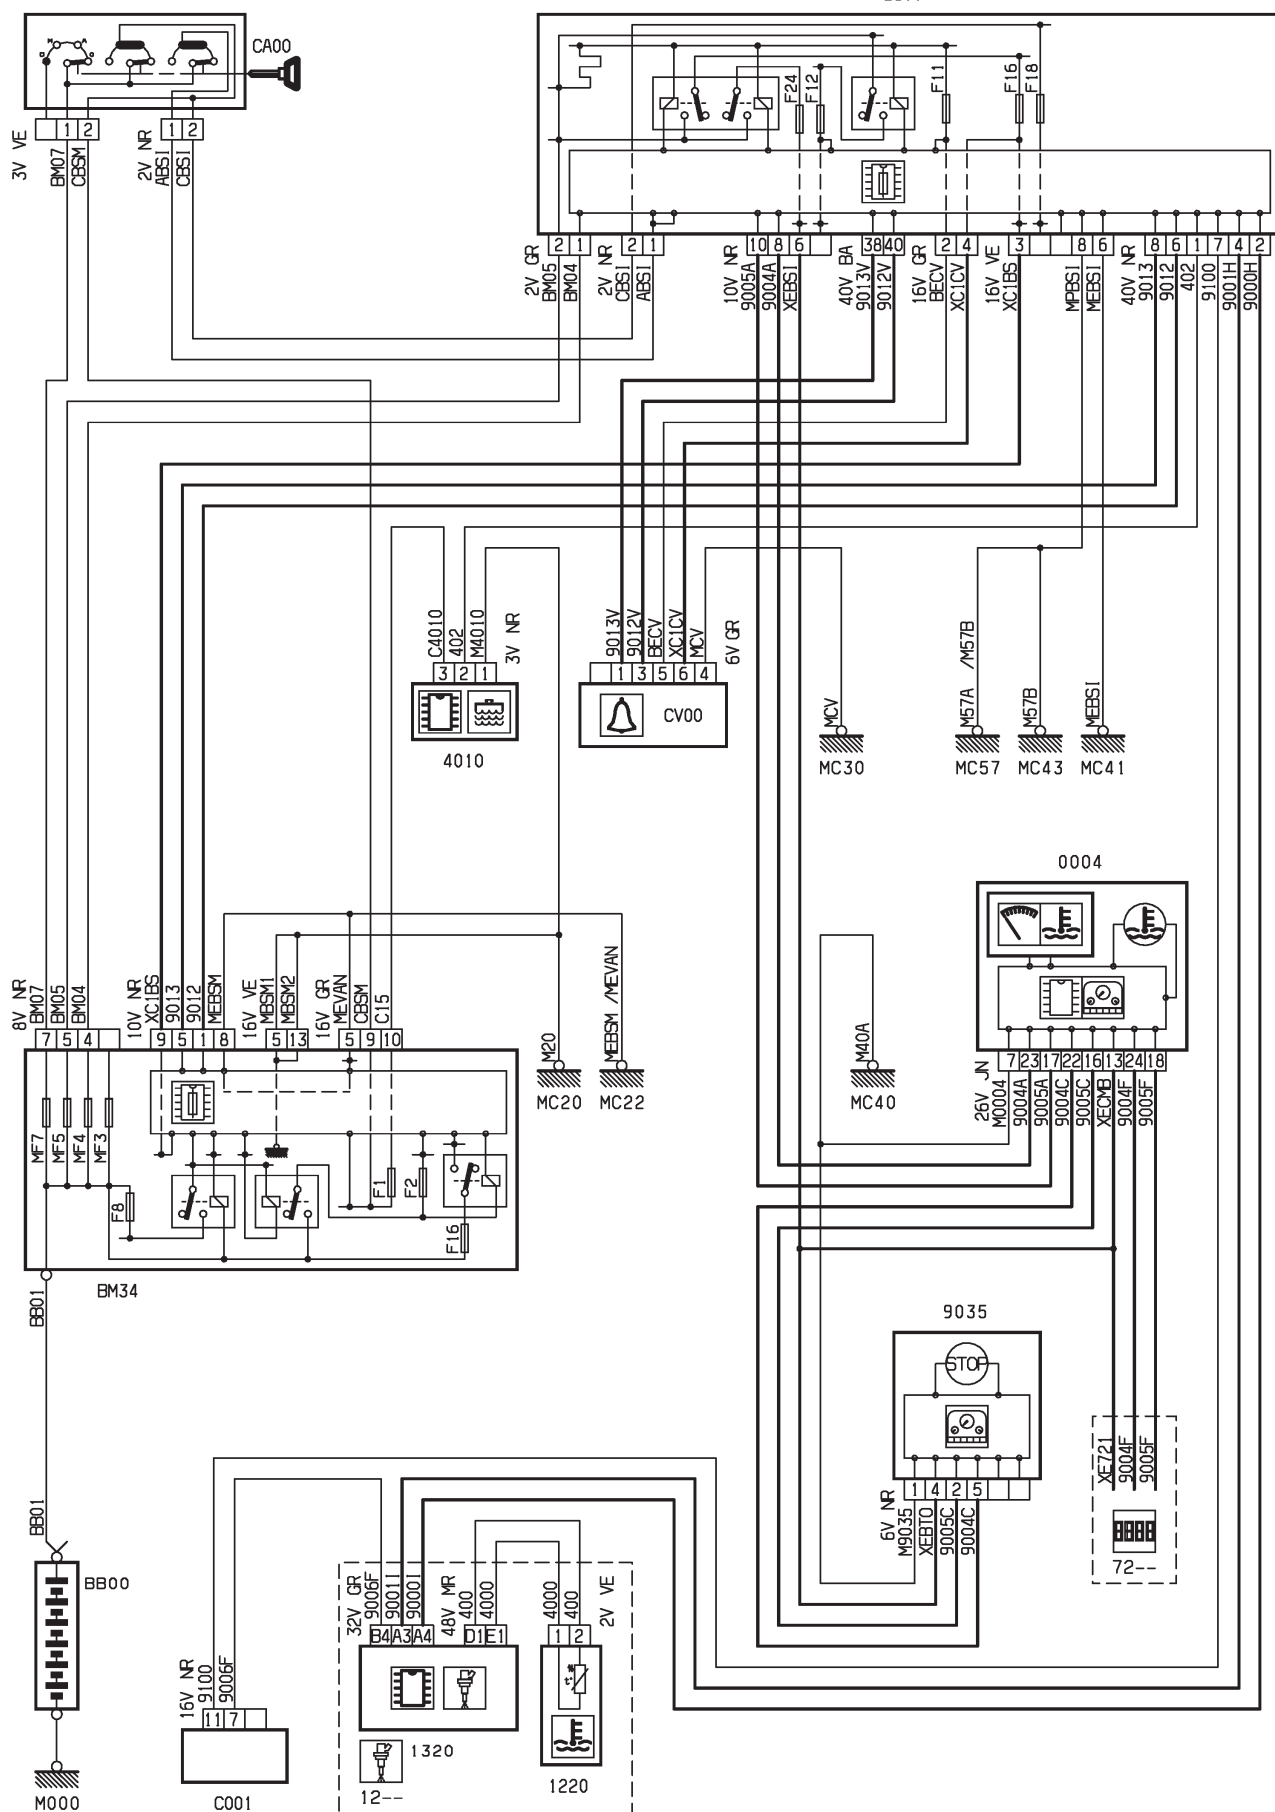 CA00
3V VE
1 2
BM07
CBSM
2V NR
1 2
ABSI
CBSI
F24
F12
F11
F16
F18
2 1
2V GR
BM05
BM04
2 1
2V NR
CBSI
ABSI
10 8 6
10V NR
9005A
9004A
XEBSI
38 40
40V BA
9013V
9012V
2 4
16V GR
BECV
XC1CV
3
16V VE
XC1BS
8 6
MPBSI
MEBSI
8 6 1 7 4 2
40V NR
9013
9012
402
9100
9001H
9000H
C4010
402
M4010
3V NR
3 2 1
4010
9013V
9012V
BECV
XC1CV
MCV
6V GR
1 3 5 6 4
CV00
MCV
MC30
M57A /M57B
MC57
M57B
MC43
MEBSI
MC41
0004
7 23 17 22 16 13 24 18
26V JN
M0004
9004A
9005A
9004C
9005C
XECMB
9004F
9005F
8V NR
BM07
BM05
BM04
7 5 4
10V NR
XC1BS
9013
9012
MEBSM
9 5 1 8
16V VE
MBSM1
MBSM2
5 13
16V GR
MEVAN
CBSM
C15
5 9 10
M20
MC20
MEBSM /MEVAN
MC22
M40A
MC40
MF7
MF5
MF4
MF3
F8
F1
F2
F16
BM34
BB01
9035
STOP
1 4 2 5
6V NR
M9035
XEBTO
9005C
9004C
XE721
9004F
9005F
72--
BB01
BB00
M000
16V NR
9100
9006F
11 7
C001
32V GR
9006F
9001I
9000I
48V MR
400
4000
B4 A3 A4 D1 E1
1320
12--
4000
400
2V VE
1 2
t°
1220